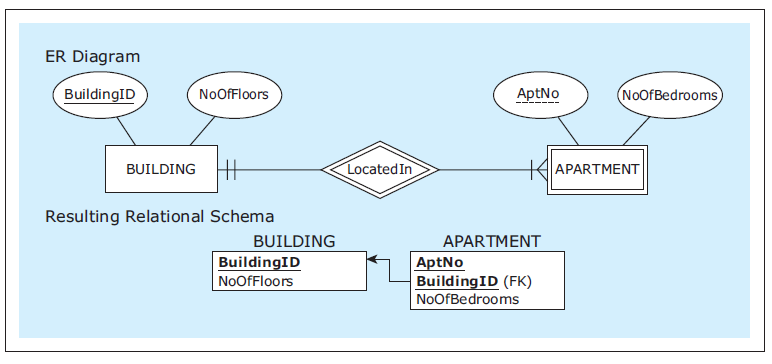 ER Diagram
BuildingID
NoOfFloors
AptNo
NoOfBedrooms
BUILDING
LocatedIn
APARTMENT
Resulting Relational Schema
BUILDING
BuildingID
NoOfFloors
APARTMENT
AptNo
BuildingID (FK)
NoOfBedrooms